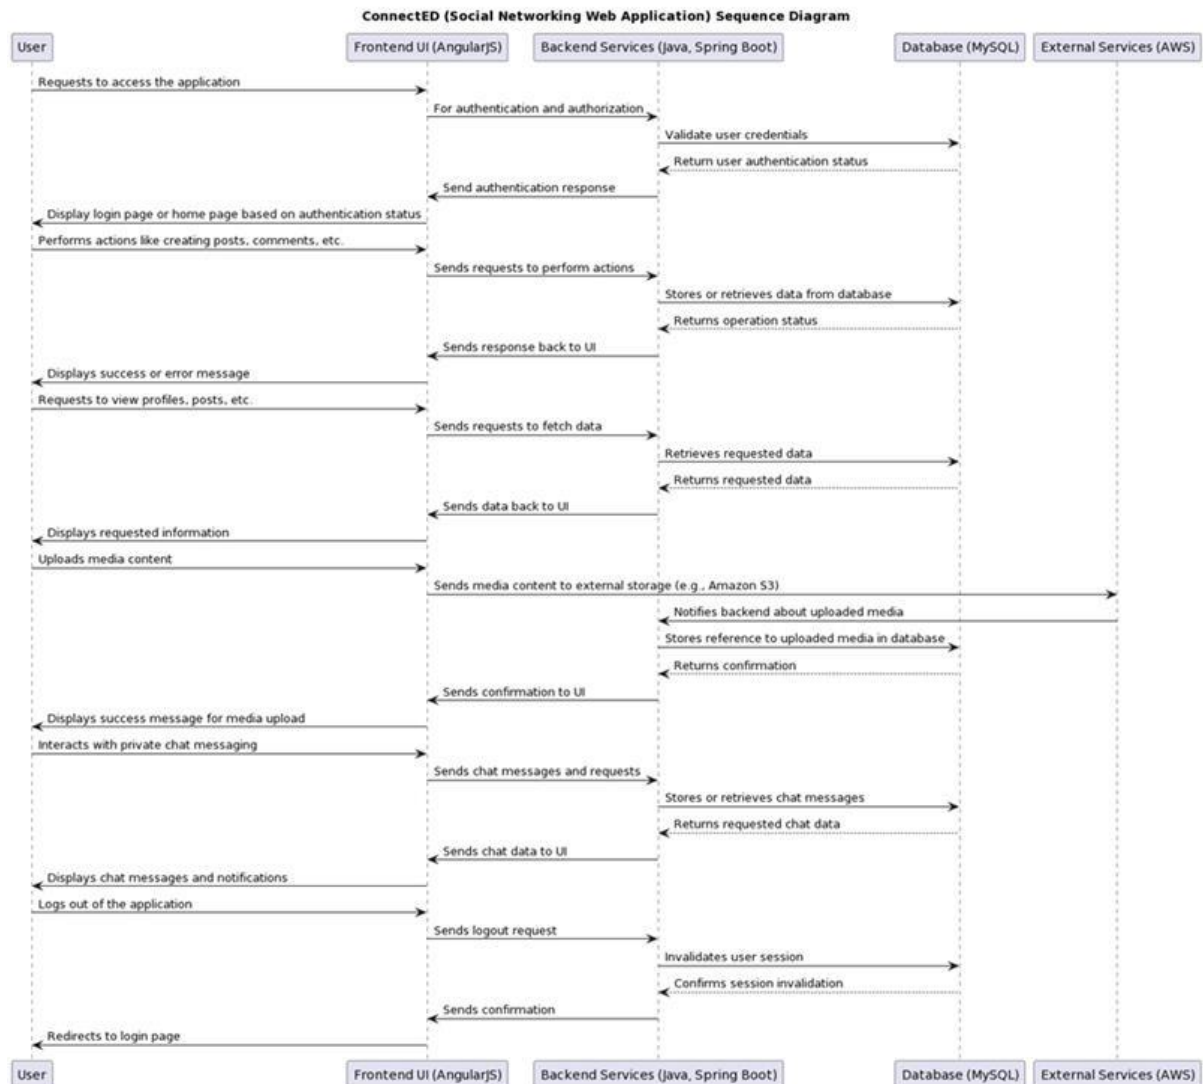 ConnectED (Social Networking Web Application) Sequence Diagram
User
Frontend UI (AngularJS)
Backend Services (Java, Spring Boot)
Database (MySQL)
External Services (AWS)
Requests to access the application
For authentication and authorization
Validate user credentials
Return user authentication status
Send authentication response
Display login page or home page based on authentication status
Performs actions like creating posts, comments, etc.
Sends requests to perform actions
Stores or retrieves data from database
Returns operation status
Sends response back to UI
Displays success or error message
Requests to view profiles, posts, etc.
Sends requests to fetch data
Retrieves requested data
Returns requested data
Sends data back to UI
Displays requested information
Uploads media content
Sends media content to external storage (e.g., Amazon S3)
Notifies backend about uploaded media
Stores reference to uploaded media in database
Returns confirmation
Sends confirmation to UI
Displays success message for media upload
Interacts with private chat messaging
Sends chat messages and requests
Stores or retrieves chat messages
Returns requested chat data
Sends chat data to UI
Displays chat messages and notifications
Logs out of the application
Sends logout request
Invalidates user session
Confirms session invalidation
Sends confirmation
Redirects to login page
User
Frontend UI (AngularJS)
Backend Services (Java, Spring Boot)
Database (MySQL)
External Services (AWS)